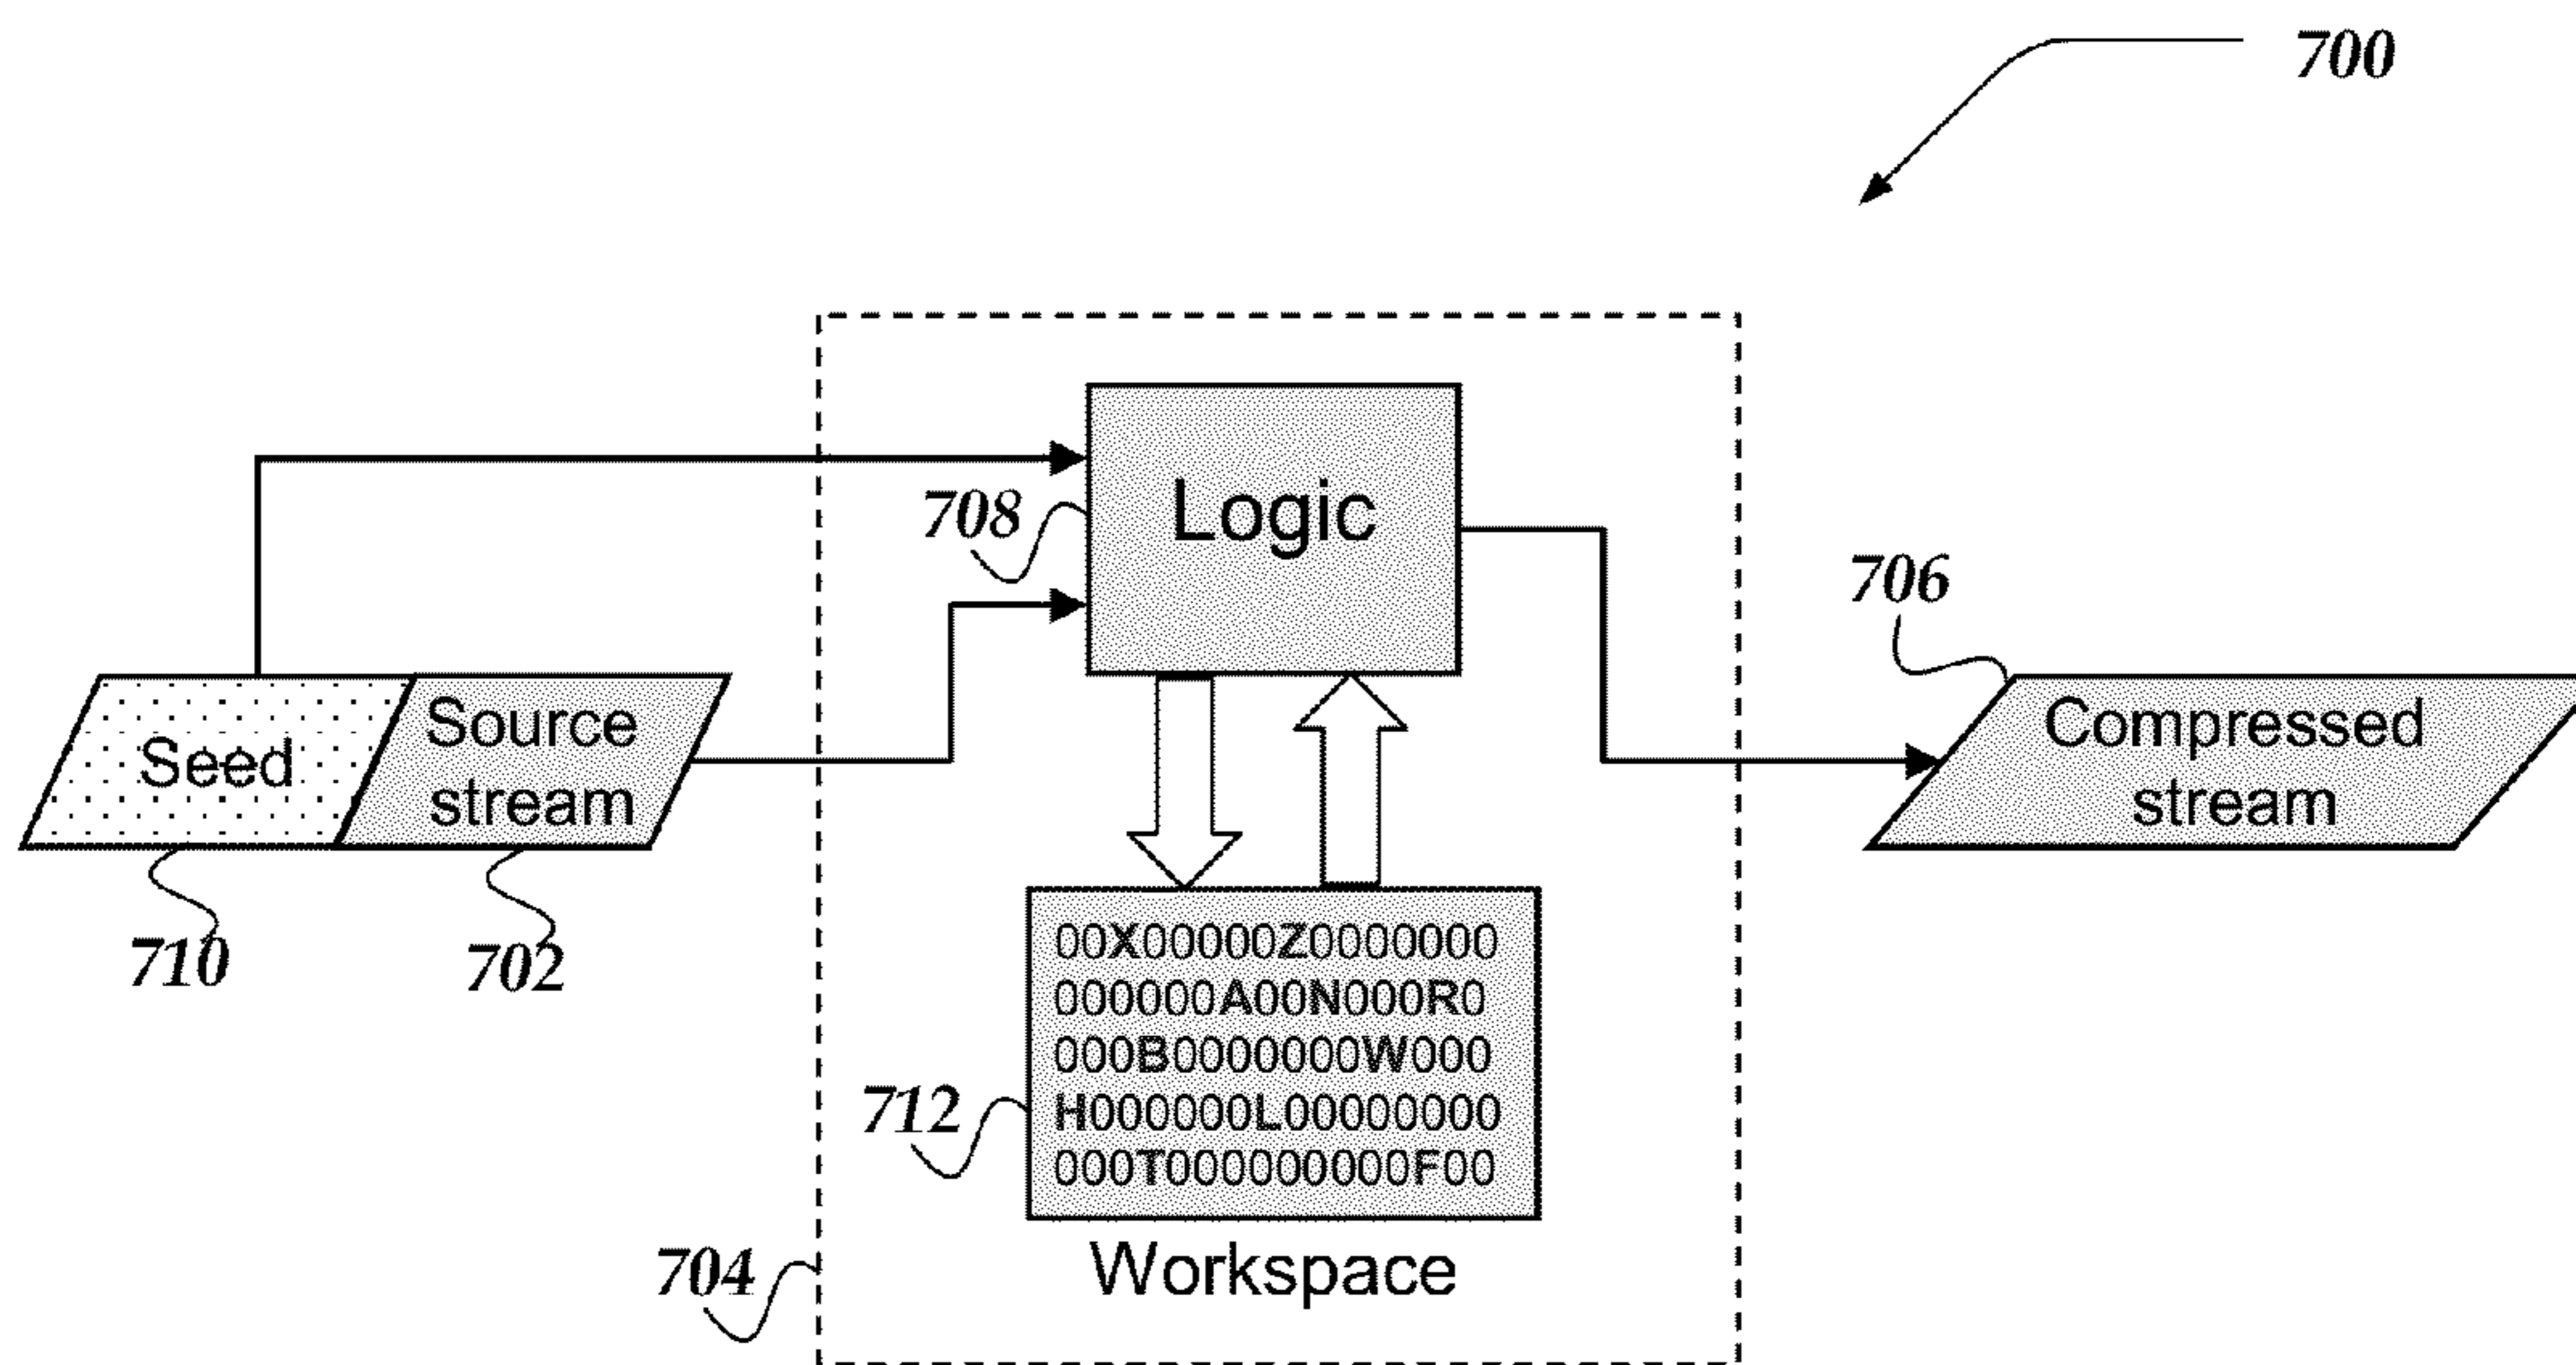 700
708
Logic
706
Seed
Source
stream
Compressed
stream
710
702
00X00000Z0000000
000000A00N000R0
000B0000000W000
H000000L00000000
000T000000000F00
712
704
Workspace